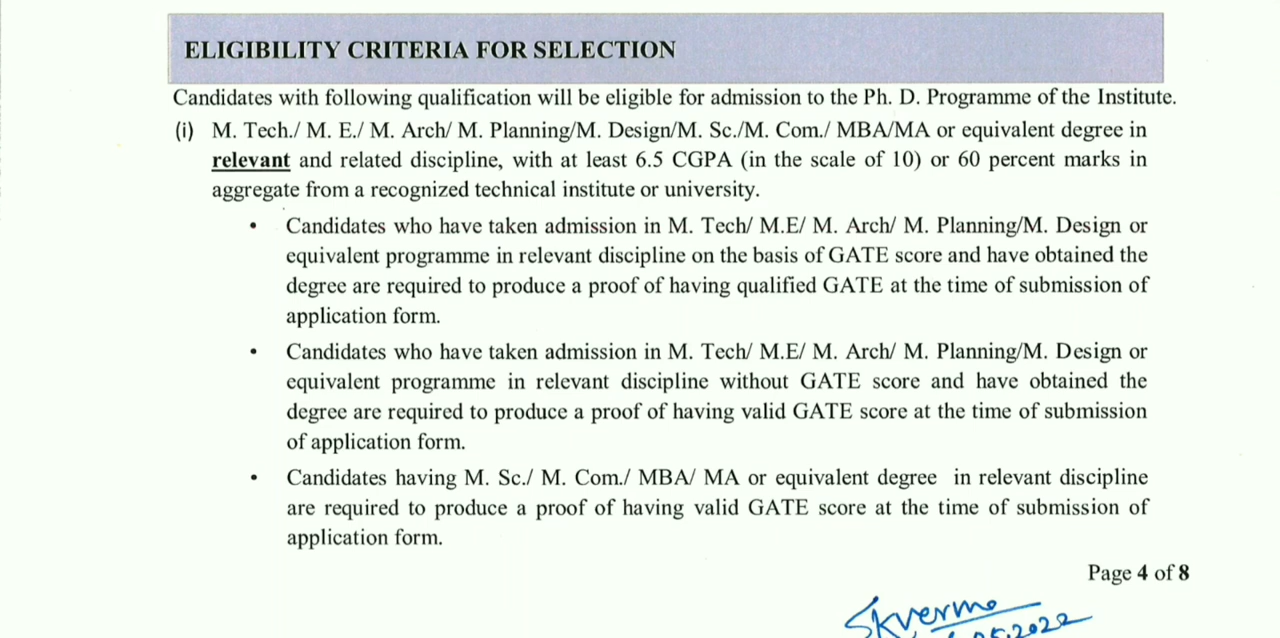 ELIGIBILITY CRITERIA FOR SELECTION
Candidates with following qualification will be eligible for admission to the Ph. D. Programme of the Institute.
(i) M. Tech./ M. E./ M. Arch/ M. Planning/M. Design/M. Sc./M. Com./ MBA/MA or equivalent degree in
relevant and related discipline, with at least 6.5 CGPA (in the scale of 10) or 60 percent marks in
aggregate from a recognized technical institute or university.
• Candidates who have taken admission in M. Tech/ M.E/ M. Arch/ M. Planning/M. Design or
equivalent programme in relevant discipline on the basis of GATE score and have obtained the
degree are required to produce a proof of having qualified GATE at the time of submission of
application form.
• Candidates who have taken admission in M. Tech/ M.E/ M. Arch/ M. Planning/M. Design or
equivalent programme in relevant discipline without GATE score and have obtained the
degree are required to produce a proof of having valid GATE score at the time of submission
of application form.
• Candidates having M. Sc./ M. Com./ MBA/ MA or equivalent degree in relevant discipline
are required to produce a proof of having valid GATE score at the time of submission of
application form.
Page 4 of 8
SKverma